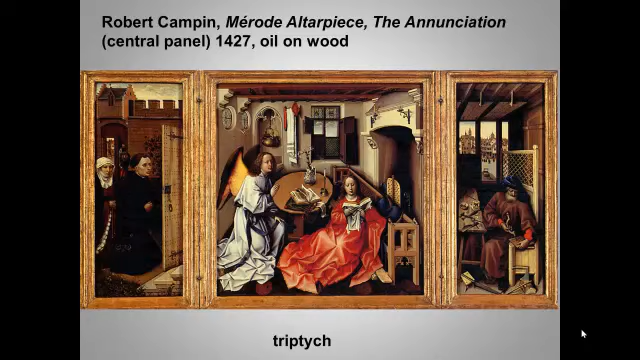 Robert Campin, Mérode Altarpiece, The Annunciation
(central panel) 1427, oil on wood
triptych